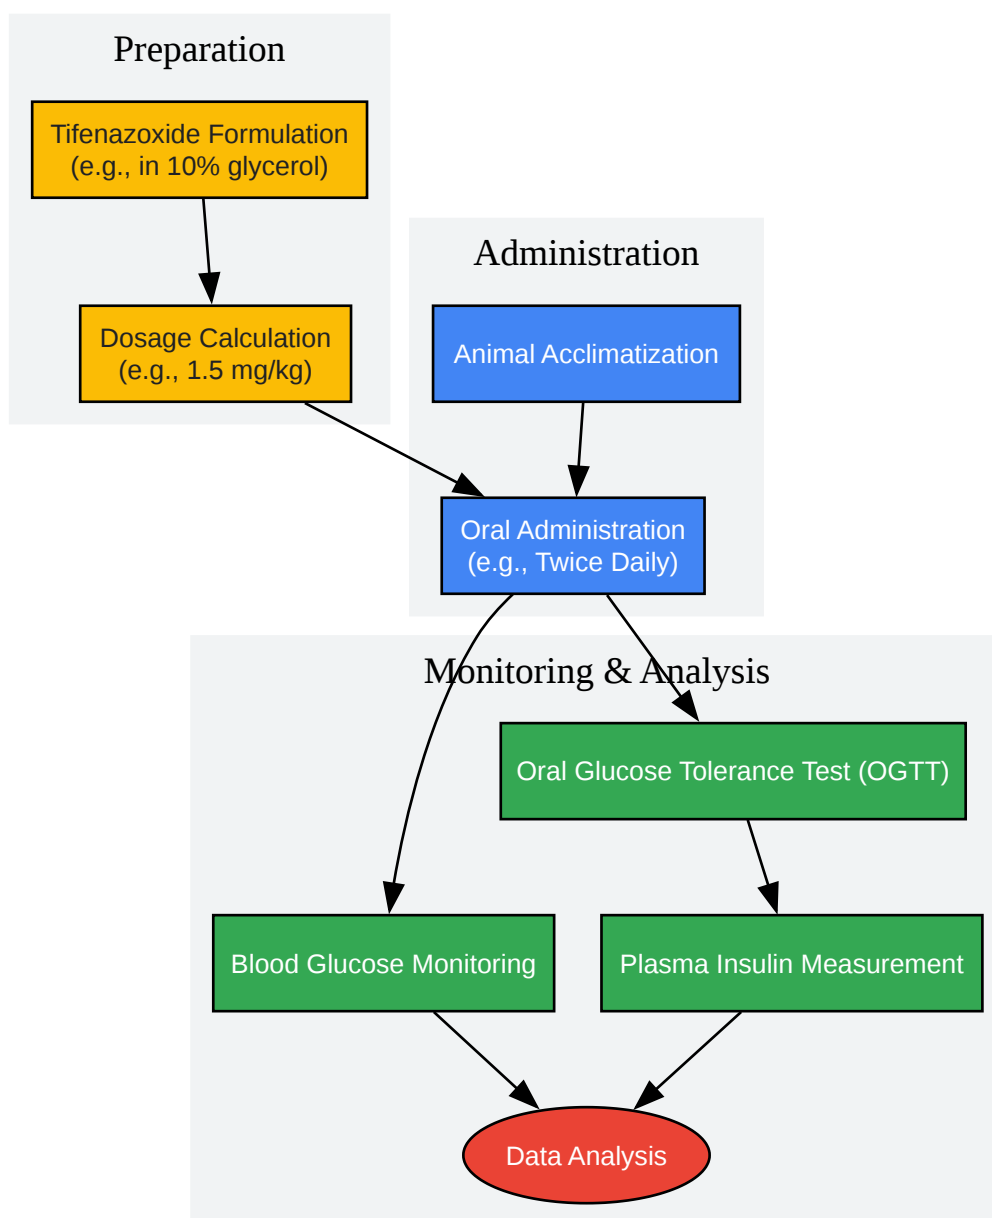 Preparation
Tifenazoxide Formulation
(e.g., in 10% glycerol)
Dosage Calculation
(e.g., 1.5 mg/kg)
Administration
Animal Acclimatization
Oral Administration
(e.g., Twice Daily)
Monitoring & Analysis
Oral Glucose Tolerance Test (OGTT)
Blood Glucose Monitoring
Plasma Insulin Measurement
Data Analysis